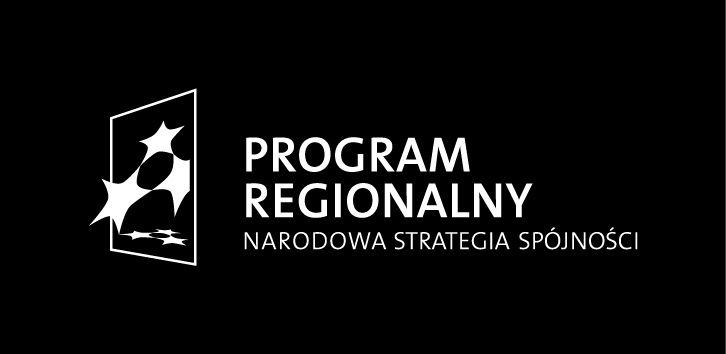 PROGRAM
REGIONALNY
NARODOWA STRATEGIA SPÓJNOŚCI